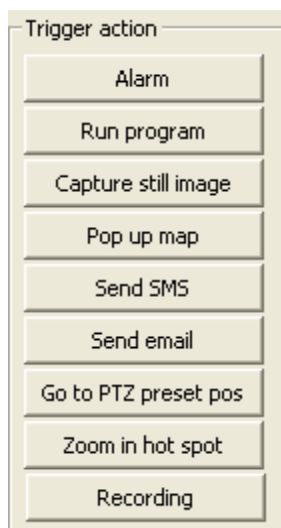 Trigger action
Alarm
Run program
Capture still image
Pop up map
Send SMS
Send email
Go to PTZ preset pos
Zoom in hot spot
Recording